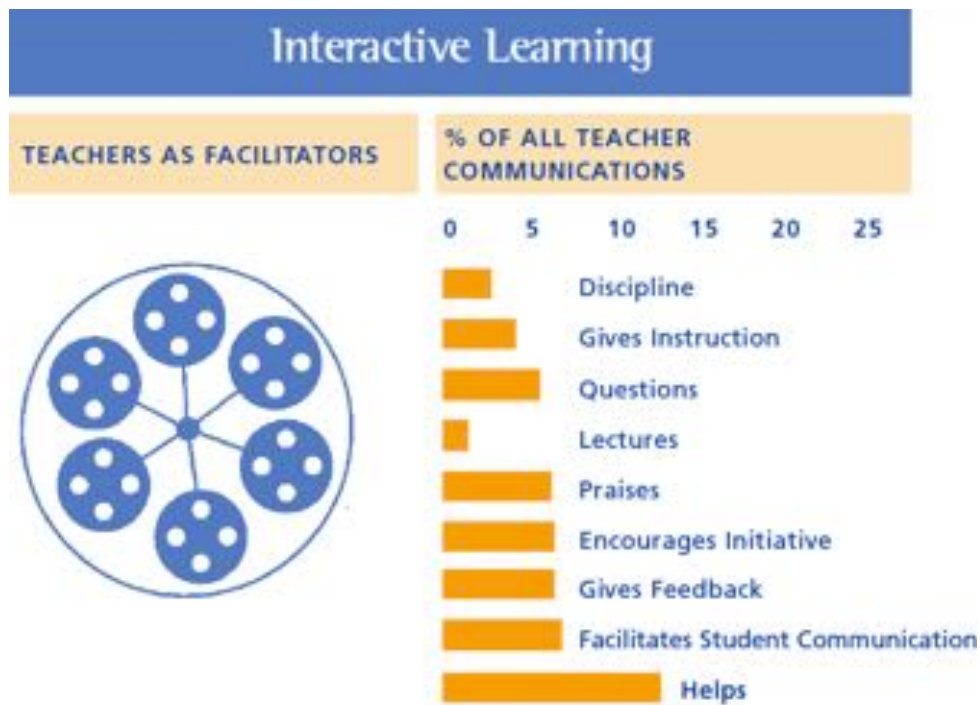 Interactive Learning
TEACHERS AS FACILITATORS
% OF ALL TEACHER
COMMUNICATIONS
0 5 10 15 20 25
Discipline
Gives Instruction
Questions
Lectures
Praises
Encourages Initiative
Gives Feedback
Facilitates Student Communication
Helps